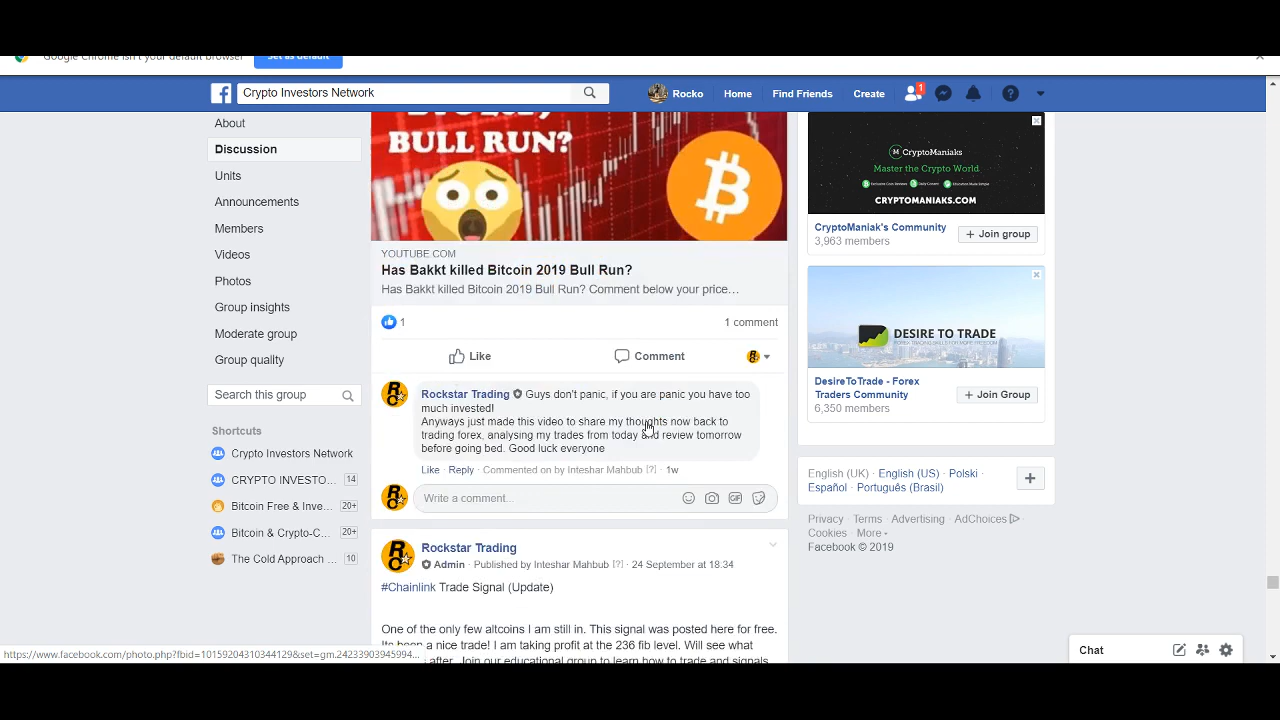 Google Chrome isn't your default browser
Set as default
Crypto Investors Network
Rocko
Home
Find Friends
Create
1
About
Discussion
Units
Announcements
Members
Videos
Photos
Group insights
Moderate group
Group quality
Search this group
Shortcuts
Crypto Investors Network
CRYPTO INVESTO... 14
Bitcoin Free & Inve... 20+
Bitcoin & Crypto-C... 20+
The Cold Approach ... 10
BULL RUN?
YOUTUBE.COM
Has Bakkt killed Bitcoin 2019 Bull Run?
Has Bakkt killed Bitcoin 2019 Bull Run? Comment below your price…
1
1 comment
Like
Comment
Rockstar Trading Guys don't panic, if you are panic you have too
much invested!
Anyways just made this video to share my thoughts now back to
trading forex, analysing my trades from today and review tomorrow
before going bed. Good luck everyone
Like · Reply · Commented on by Inteshar Mahbub [?] · 1w
Write a comment...
GIF
Rockstar Trading
Admin · Published by Inteshar Mahbub [?] · 24 September at 18:34
#Chainlink Trade Signal (Update)
One of the only few altcoins I am still in. This signal was posted here for free.
Its been a nice trade! I am taking profit at the 236 fib level. Will see what
after. Join our educational group to learn how to trade and signals
CryptoManiaks
Master the Crypto World
CRYPTOMANIAKS.COM
CryptoManiak's Community
3,963 members
+ Join group
DESIRE TO TRADE
DesireToTrade - Forex
Traders Community
6,350 members
+ Join Group
English (UK) · English (US) · Polski ·
Español · Português (Brasil)
Privacy · Terms · Advertising · AdChoices
Cookies · More
Facebook © 2019
Chat
https://www.facebook.com/photo.php?fbid=10159204310344129&set=gm.24233903945994...